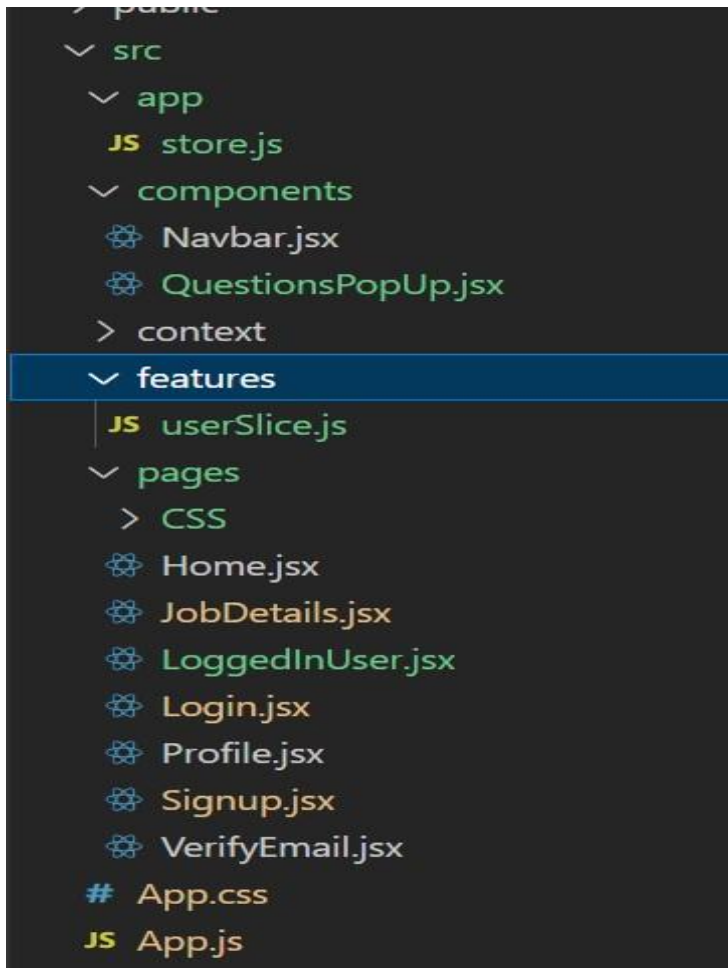 public
src
app
JS store.js
components
Navbar.jsx
QuestionsPopUp.jsx
context
features
JS userSlice.js
pages
CSS
Home.jsx
JobDetails.jsx
LoggedInUser.jsx
Login.jsx
Profile.jsx
Signup.jsx
VerifyEmail.jsx
# App.css
JS App.js